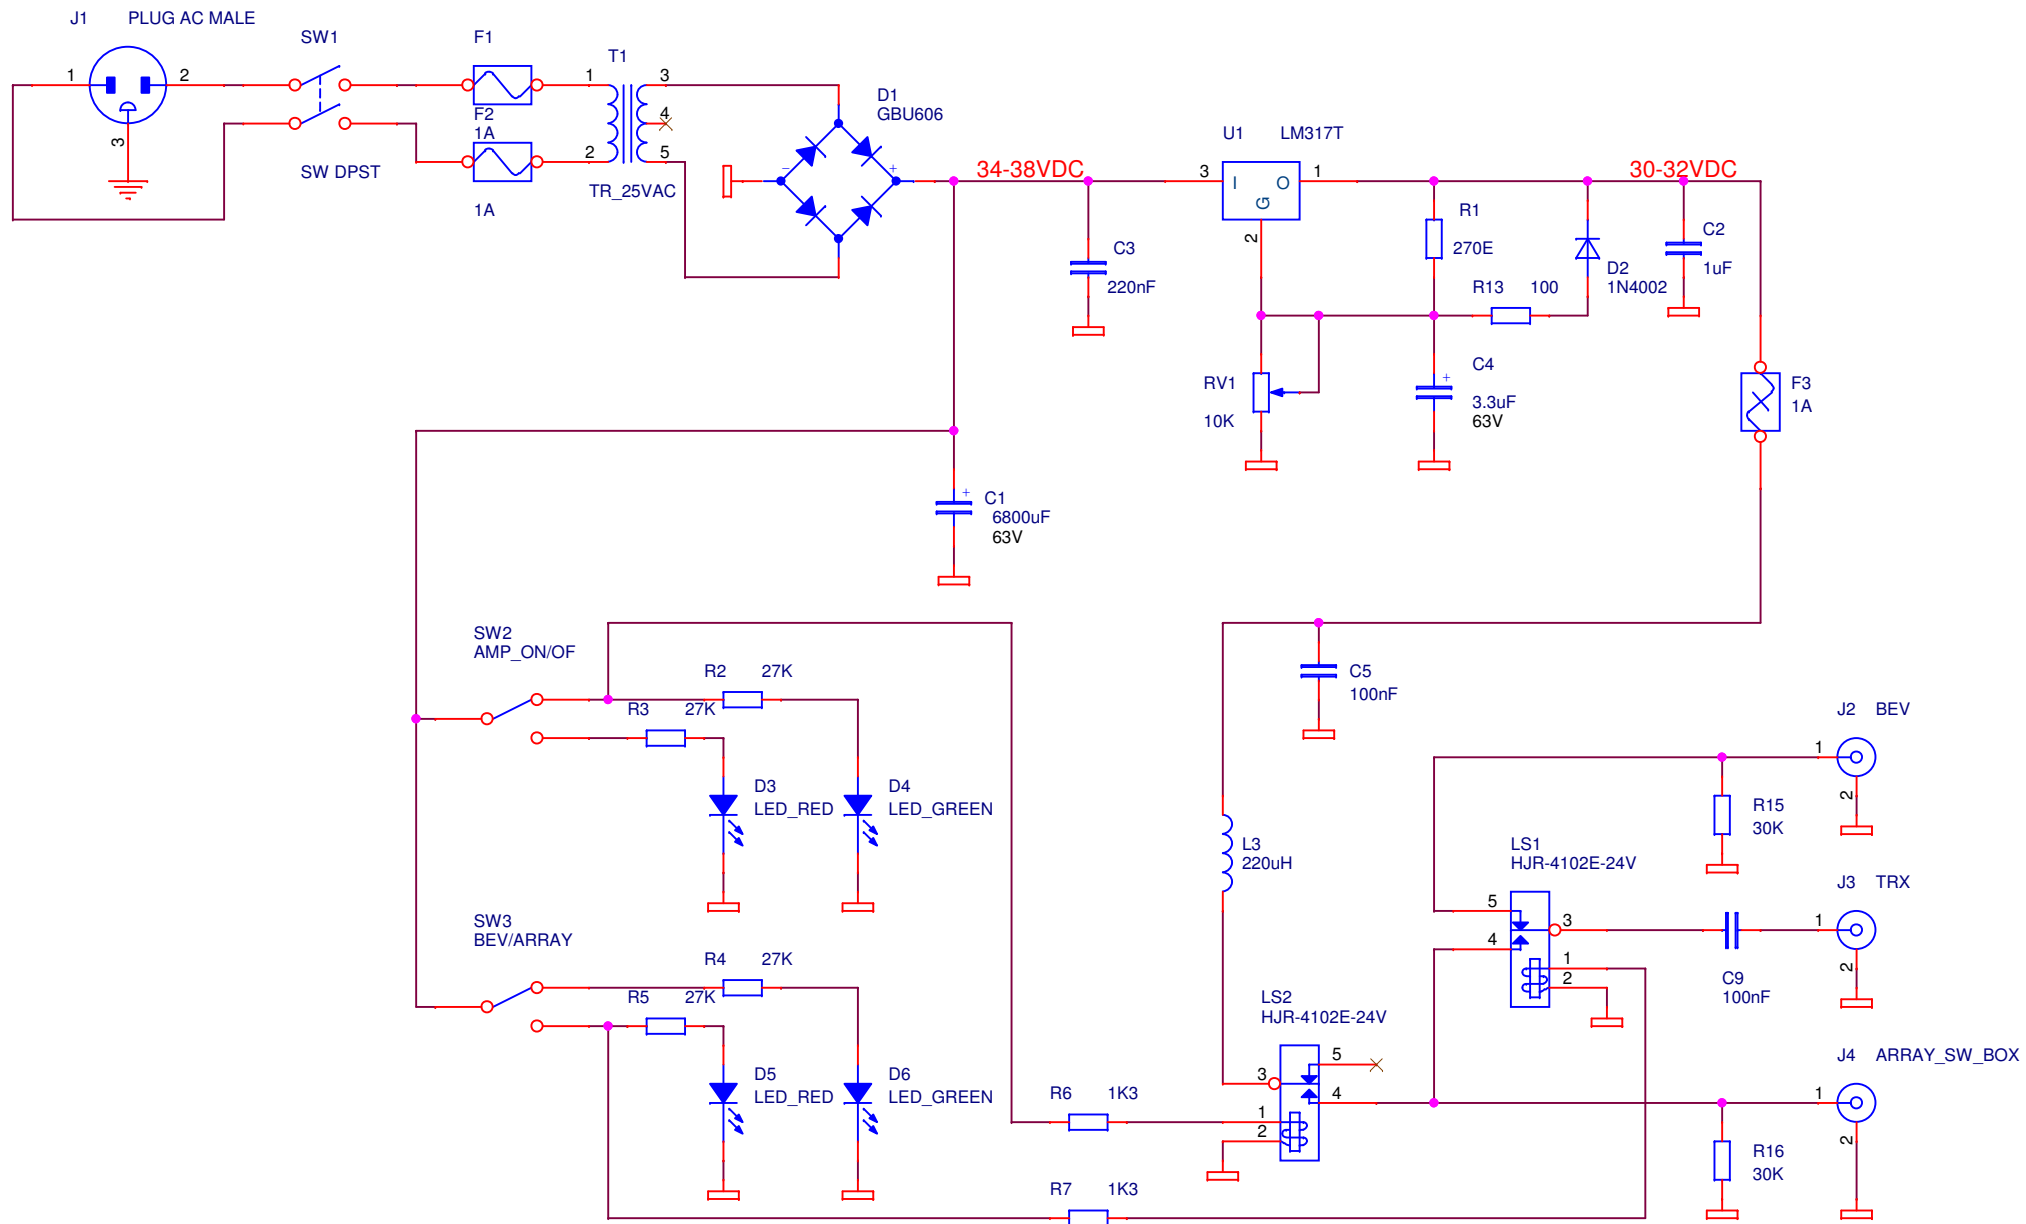 J1 PLUG AC MALE
SW1
F1
T1
1
2
1
3
D1
GBU606
F2
1A
4
3
2
5
SW DPST
TR_25VAC
1A
- +
34-38VDC
U1 LM317T
3
I O
G
1
2
30-32VDC
R1
270E
C2
1uF
C3
220nF
D2
1N4002
R13 100
C4
+
3.3uF
63V
RV1
10K
F3
1A
+
C1
6800uF
63V
SW2
AMP_ON/OF
R2 27K
R3 27K
C5
100nF
J2 BEV
1
2
D3
LED_RED
D4
LED_GREEN
R15
30K
L3
220uH
LS1
HJR-4102E-24V
J3 TRX
5
3
1
4
1
2
2
C9
100nF
SW3
BEV/ARRAY
R4 27K
R5 27K
LS2
HJR-4102E-24V
J4 ARRAY_SW_BOX
5
3
D5
LED_RED
D6
LED_GREEN
R6 1K3
4
1
1
2
2
R16
30K
R7 1K3